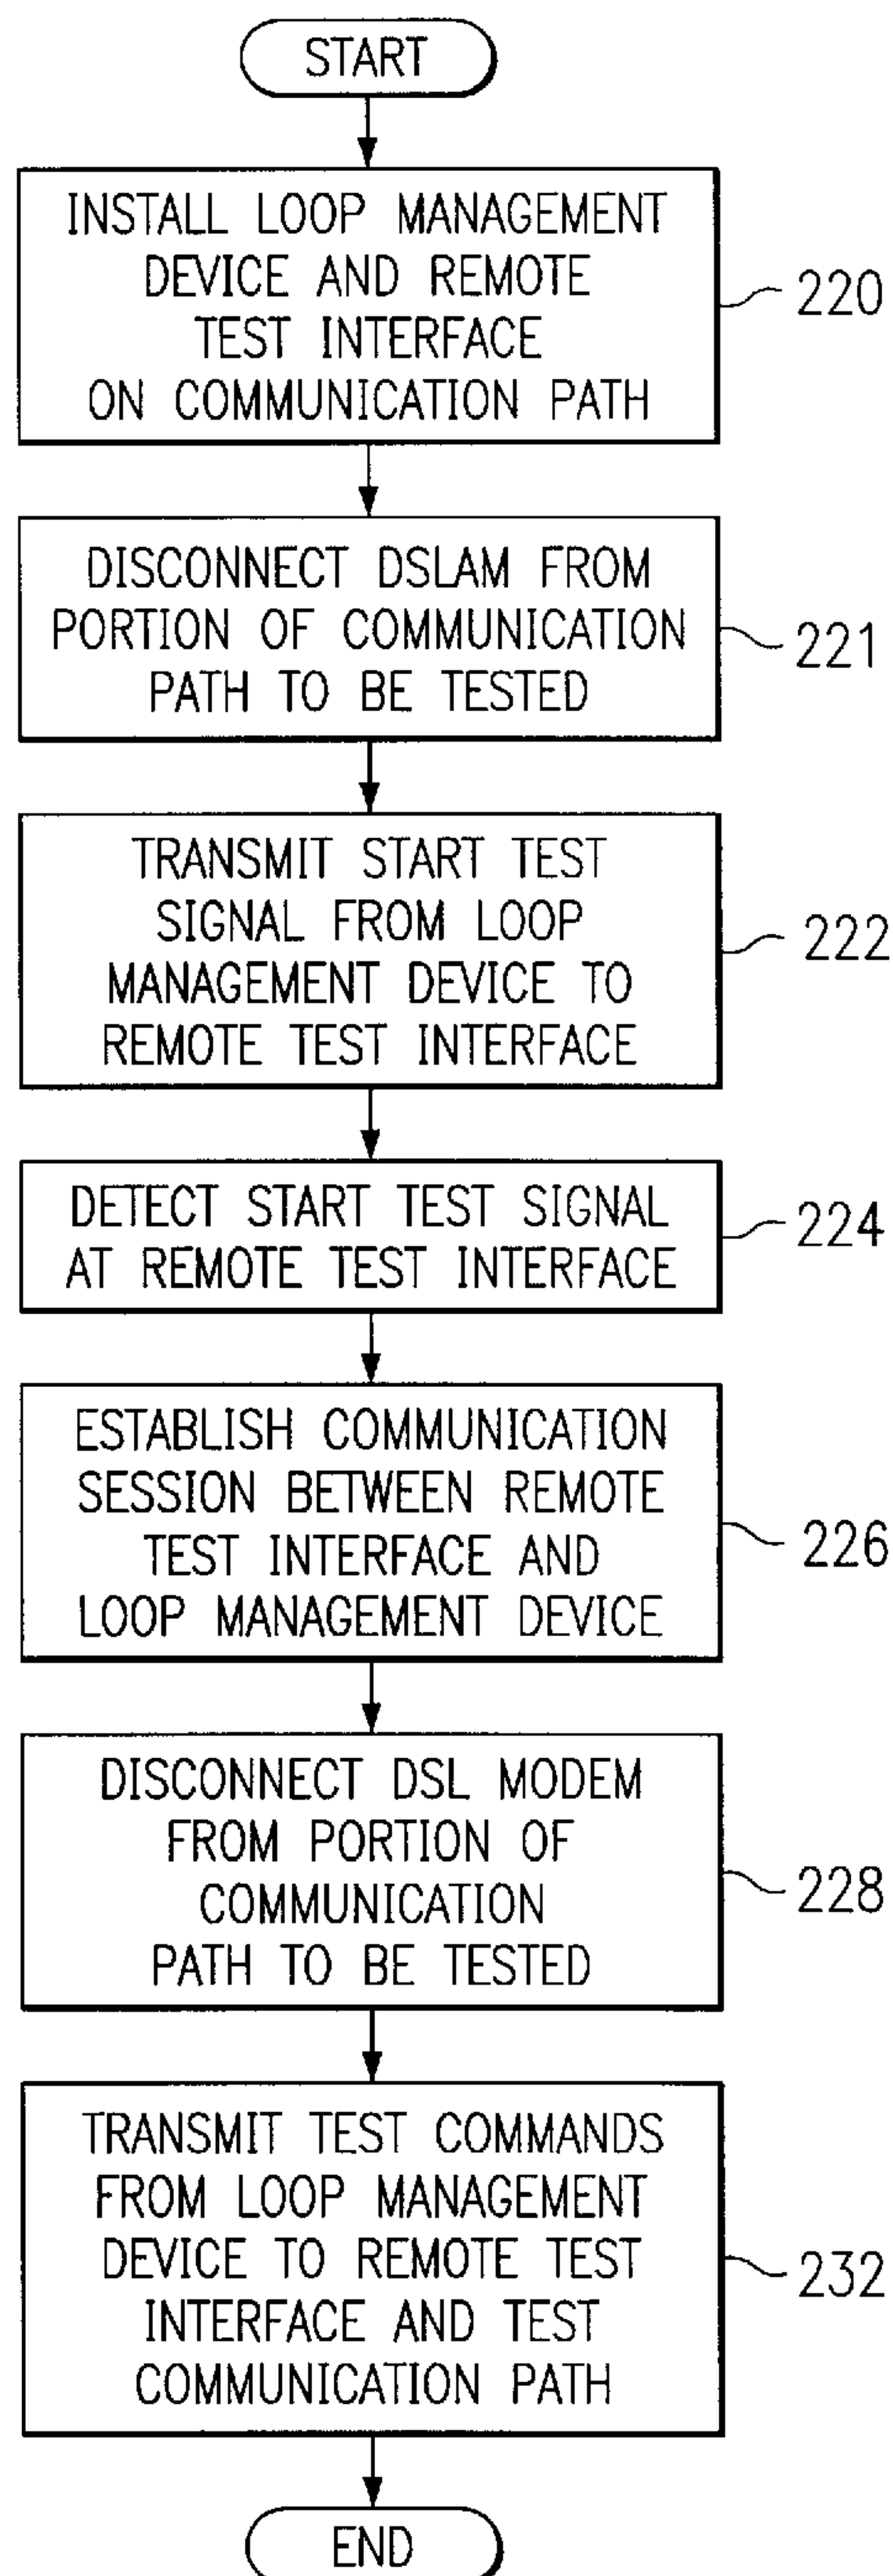 START
INSTALL LOOP MANAGEMENT
DEVICE AND REMOTE
TEST INTERFACE
ON COMMUNICATION PATH
220
DISCONNECT DSLAM FROM
PORTION OF COMMUNICATION
PATH TO BE TESTED
221
TRANSMIT START TEST
SIGNAL FROM LOOP
MANAGEMENT DEVICE TO
REMOTE TEST INTERFACE
222
DETECT START TEST SIGNAL
AT REMOTE TEST INTERFACE
224
ESTABLISH COMMUNICATION
SESSION BETWEEN REMOTE
TEST INTERFACE AND
LOOP MANAGEMENT DEVICE
226
DISCONNECT DSL MODEM
FROM PORTION OF
COMMUNICATION
PATH TO BE TESTED
228
TRANSMIT TEST COMMANDS
FROM LOOP MANAGEMENT
DEVICE TO REMOTE TEST
INTERFACE AND TEST
COMMUNICATION PATH
232
END